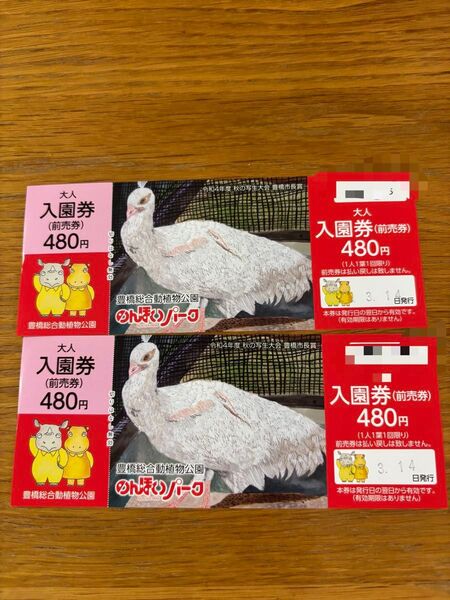 大人
入園券
(前売券)
480円
豊橋総合動植物公園
令和4年度 秋の写生大会 豊橋市長賞
豊橋総合動植物公園
のんほいパーク
大人
入園券
(前売券)
480円
(1人1葉1回限り)
前売券は払い戻しは致しません。
3.14
日発行
本券は発行日の翌日から有効です。
(有効期限はありません)
大人
入園券
(前売券)
480円
豊橋総合動植物公園
令和4年度 秋の写生大会 豊橋市長賞
豊橋総合動植物公園
のんほいパーク
入園券(前売券)
480円
(1人1葉1回限り)
前売券は払い戻しは致しません。
3.14
日発行
本券は発行日の翌日から有効です。
(有効期限はありません)